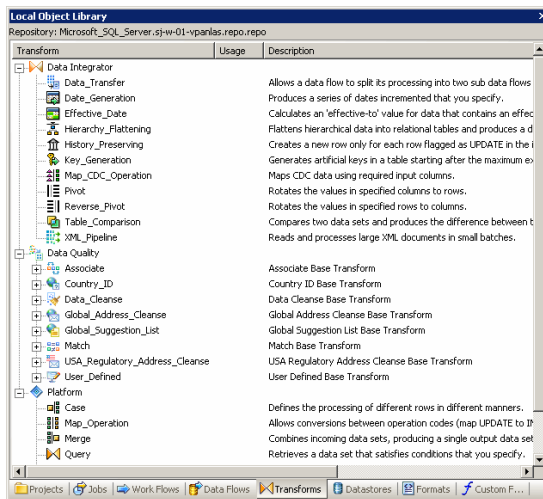 Local Object Library
Repository: Microsoft_SQL_Server.sj-w-01-vpanlas.repo.repo
Transform Usage Description
Data Integrator
Data_Transfer Allows a data flow to split its processing into two sub data flows
Date_Generation Produces a series of dates incremented that you specify.
Effective_Date Calculates an 'effective-to' value for data that contains an effec
Hierarchy_Flattening Flattens hierarchical data into relational tables and produces a d
History_Preserving Creates a new row only for each row flagged as UPDATE in the i
Key_Generation Generates artificial keys in a table starting after the maximum ex
Map_CDC_Operation Maps CDC data using required input columns.
Pivot Rotates the values in specified columns to rows.
Reverse_Pivot Rotates the values in specified rows to columns.
Table_Comparison Compares two data sets and produces the difference between t
XML_Pipeline Reads and processes large XML documents in small batches.
Data Quality
Associate Associate Base Transform
Country_ID Country ID Base Transform
Data_Cleanse Data Cleanse Base Transform
Global_Address_Cleanse Global Address Cleanse Base Transform
Global_Suggestion_List Global Suggestion List Base Transform
Match Match Base Transform
USA_Regulatory_Address_Cleanse USA Regulatory Address Cleanse Base Transform
User_Defined User Defined Base Transform
Platform
Case Defines the processing of different rows in different manners.
Map_Operation Allows conversions between operation codes (map UPDATE to IN
Merge Combines incoming data sets, producing a single output data set
Query Retrieves a data set that satisfies conditions that you specify.
Projects Jobs Work Flows Data Flows Transforms Datastores Formats Custom F...